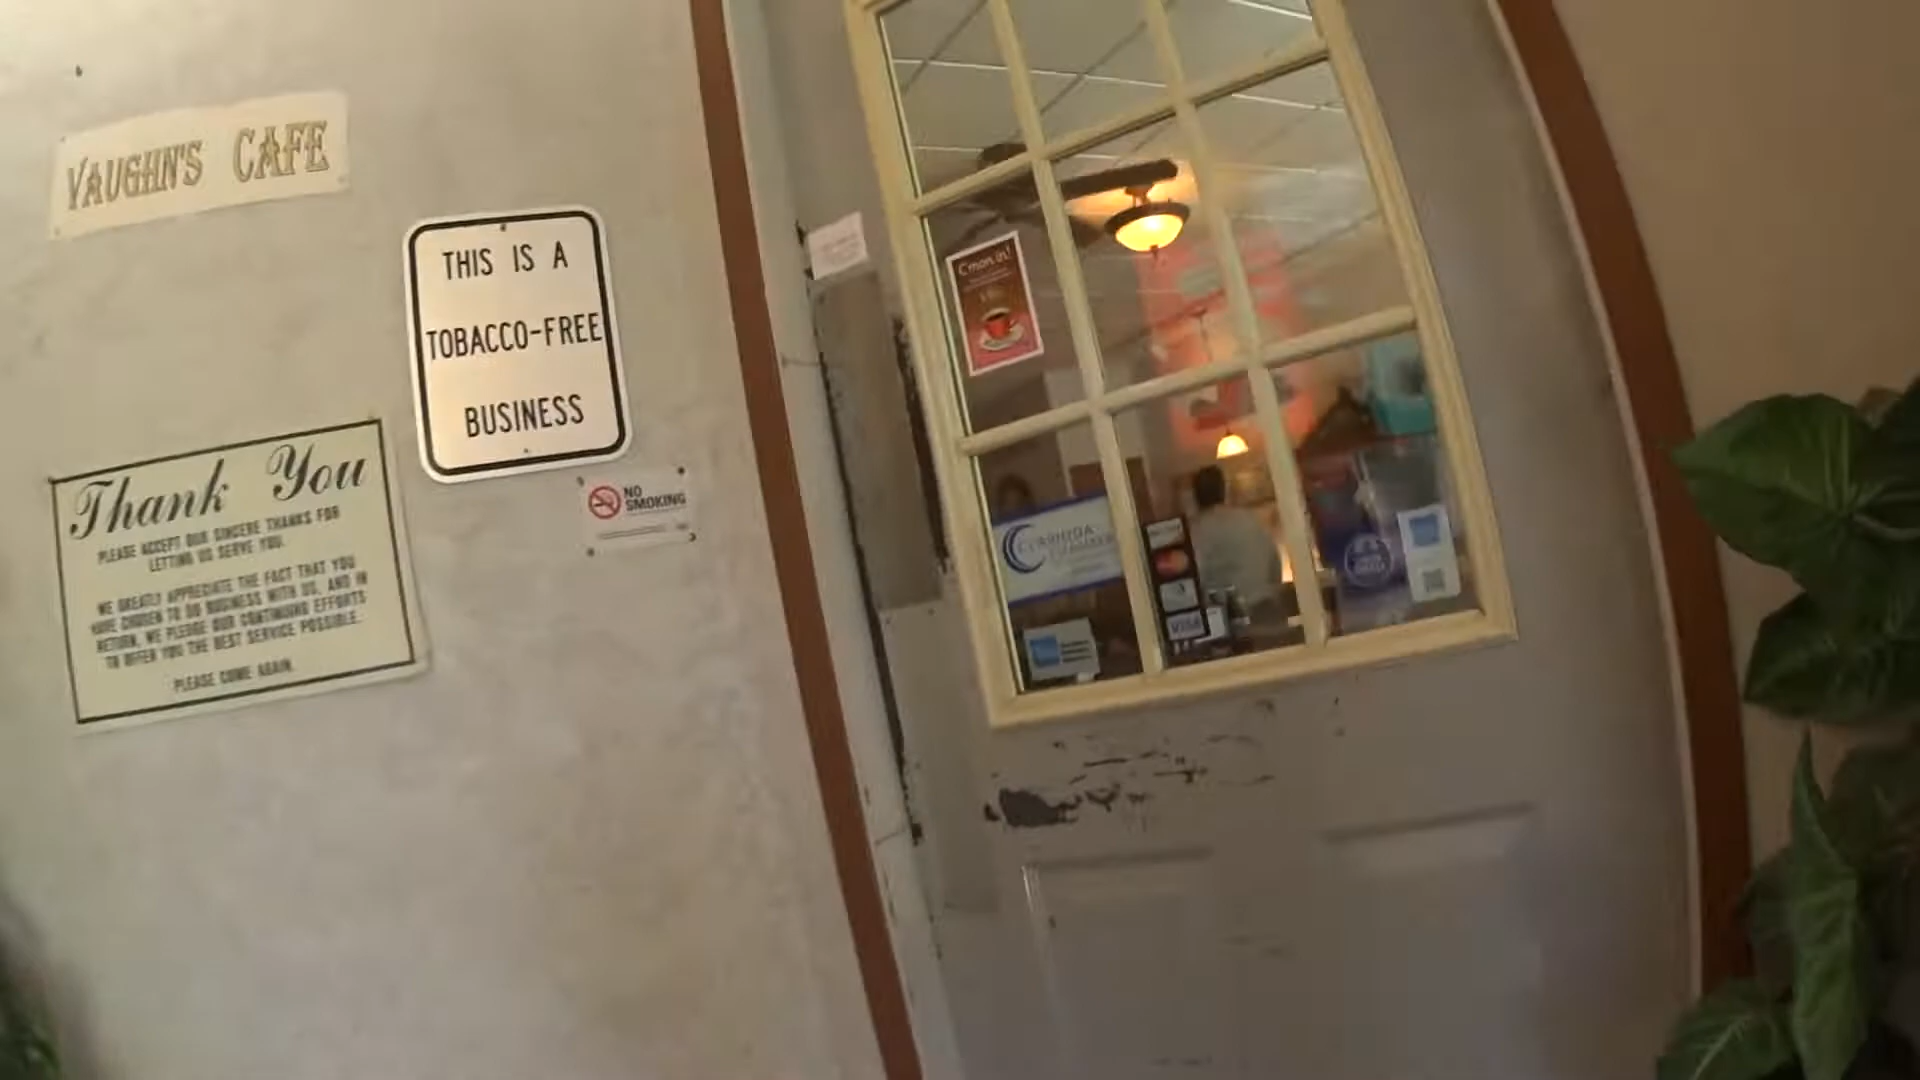 VAUGHN'S CAFE
THIS IS A
TOBACCO-FREE
BUSINESS
Thank You
PLEASE ACCEPT OUR SINCERE THANKS FOR
LETTING US SERVE YOU.
WE GREATLY APPRECIATE THE FACT THAT YOU
HAVE CHOSEN TO DO BUSINESS WITH US, AND IN
RETURN, WE PLEDGE OUR CONTINUING EFFORTS
TO OFFER YOU THE BEST SERVICE POSSIBLE.
PLEASE COME AGAIN.
NO
SMOKING
C'mon in!
CLARINDA
VISA